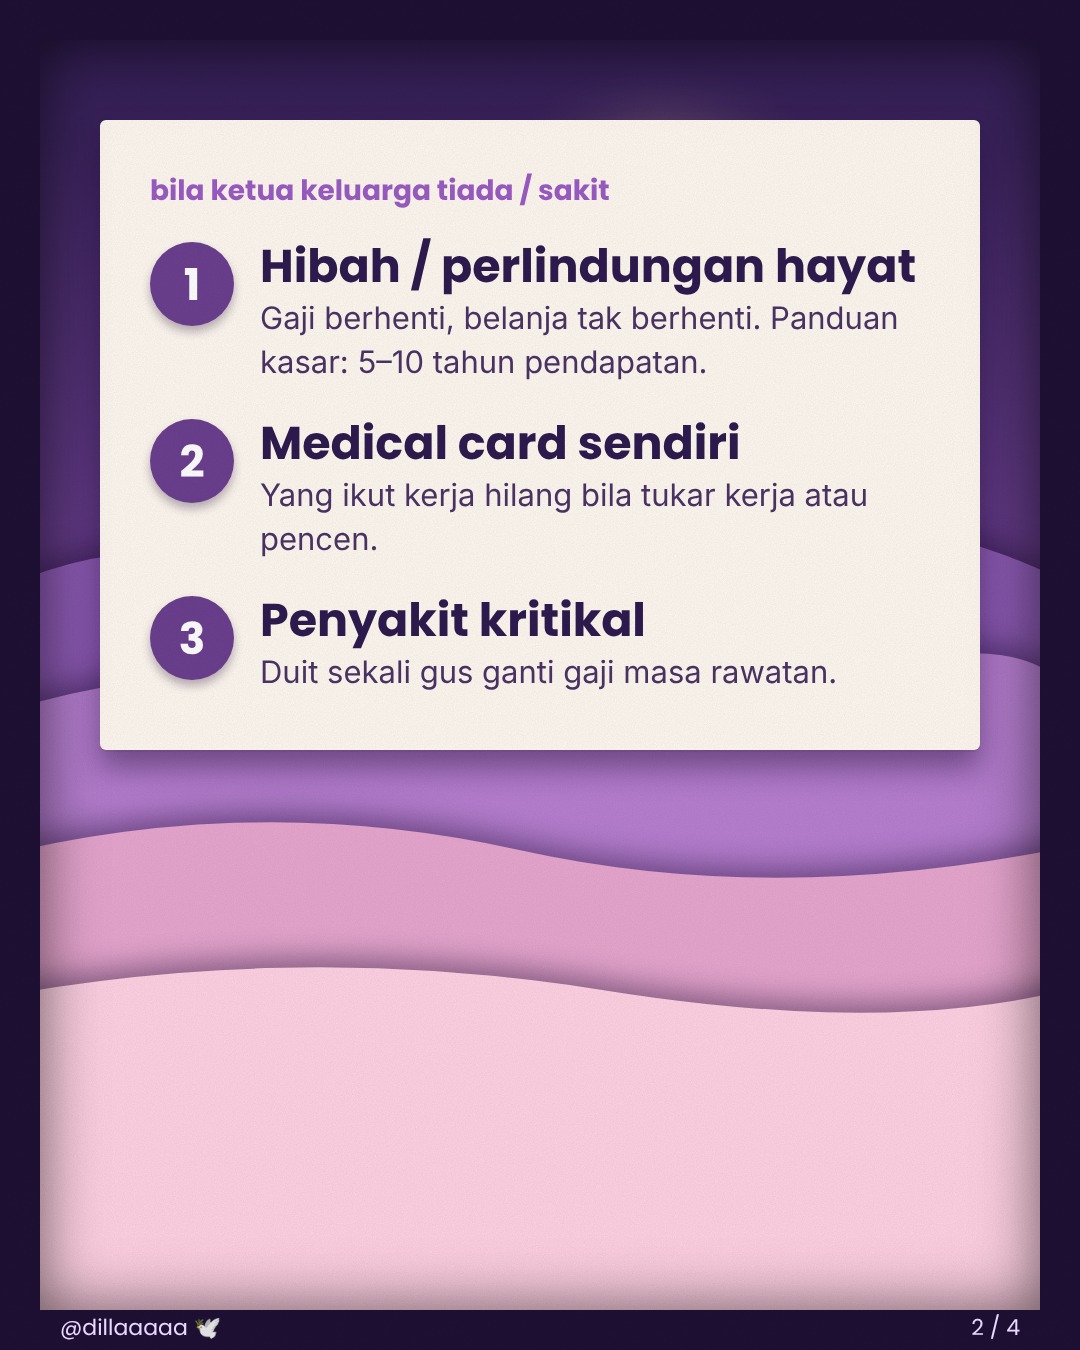 bila ketua keluarga tiada / sakit
1
Hibah / perlindungan hayat
Gaji berhenti, belanja tak berhenti. Panduan
kasar: 5–10 tahun pendapatan.
2
Medical card sendiri
Yang ikut kerja hilang bila tukar kerja atau
pencen.
3
Penyakit kritikal
Duit sekali gus ganti gaji masa rawatan.
@dillaaaaa 🕊️
2 / 4